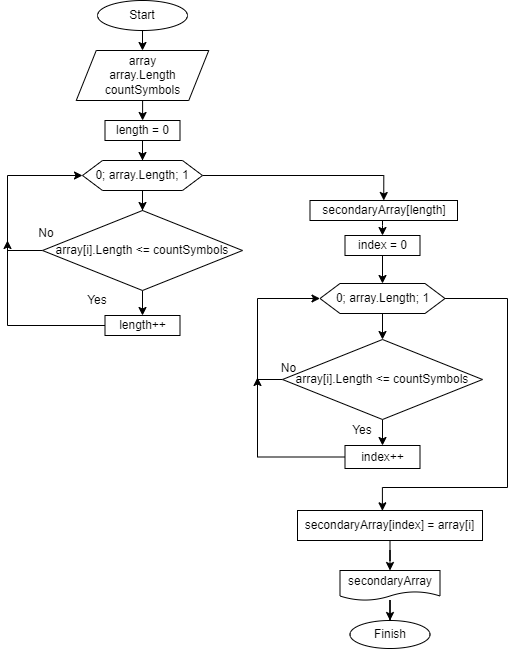 Start
array
array.Length
countSymbols
length = 0
0; array.Length; 1
No
array[i].Length <= countSymbols
Yes
length++
secondaryArray[length]
index = 0
0; array.Length; 1
No
array[i].Length <= countSymbols
Yes
index++
secondaryArray[index] = array[i]
secondaryArray
Finish